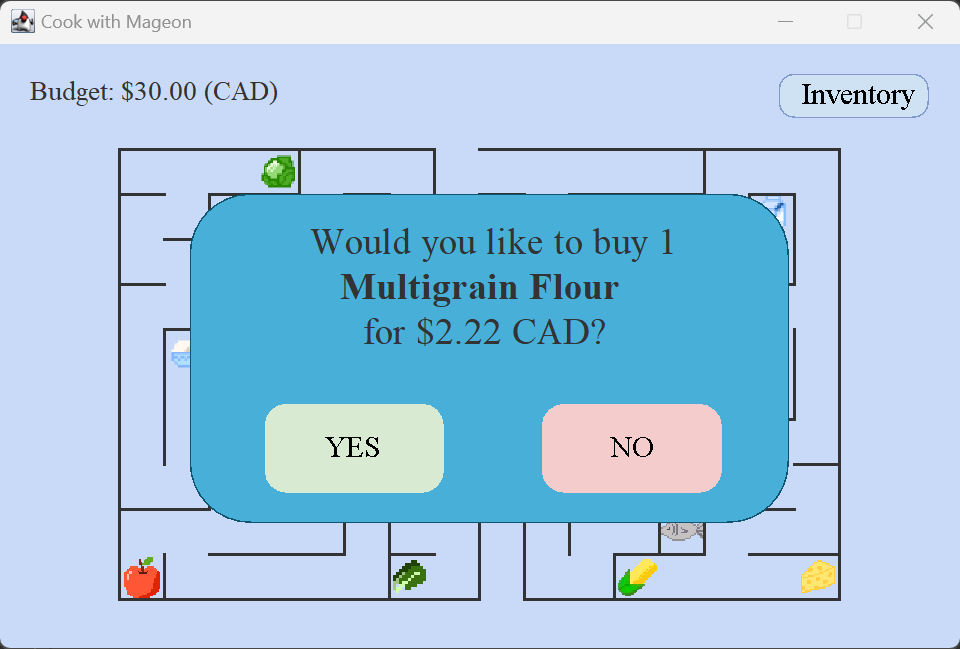 Cook with Mageon
Budget: $30.00 (CAD)
Inventory
Would you like to buy 1
Multigrain Flour
for $2.22 CAD?
YES
NO